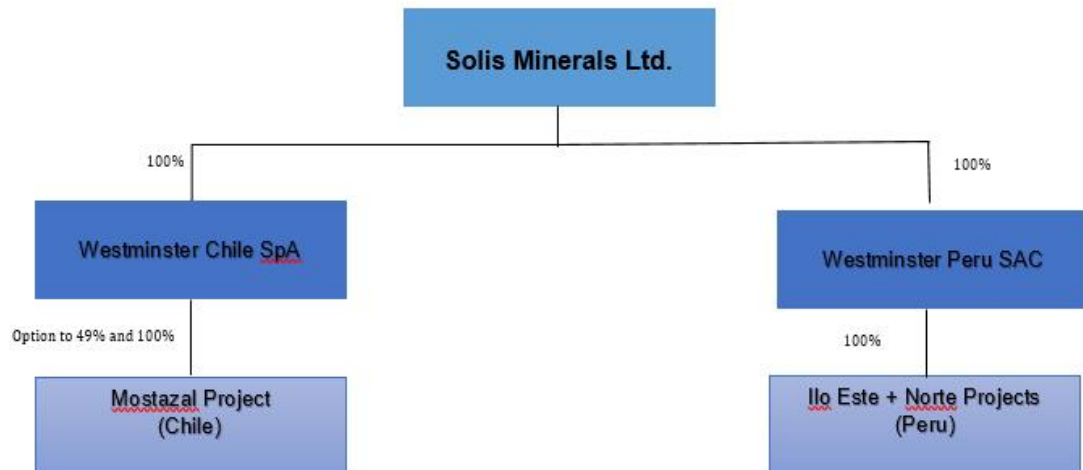 Solis Minerals Ltd.
100%
100%
Westminster Chile SpA
Westminster Peru SAC
Option to 49% and 100%
100%
Mostazal Project
(Chile)
Ilo Este + Norte Projects
(Peru)